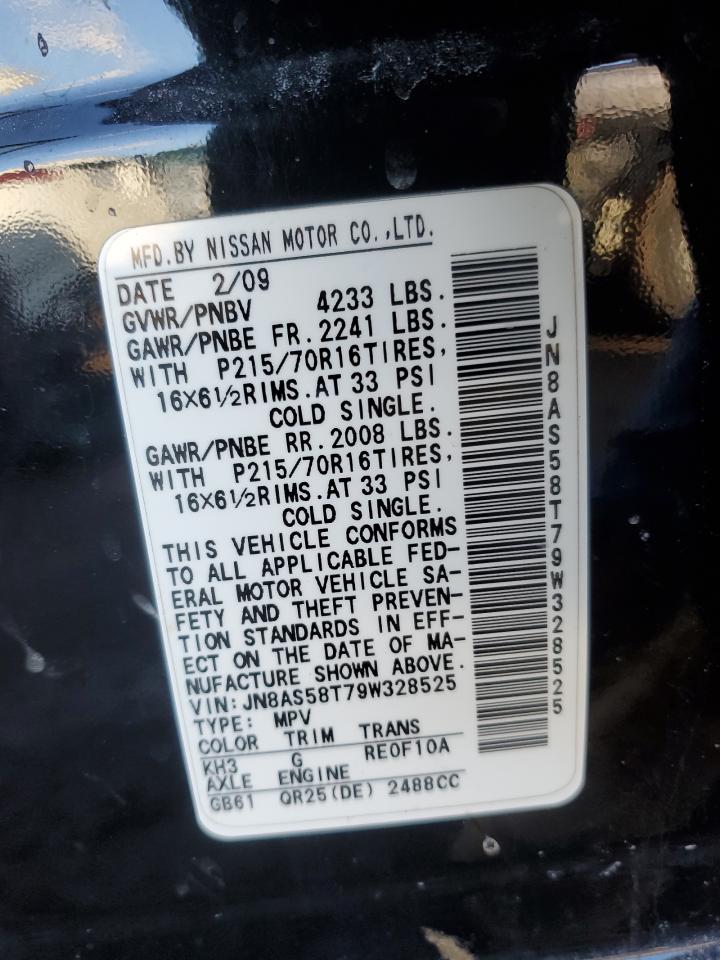 MFD.BY NISSAN MOTOR CO.,LTD.
DATE 2/09
GVWR/PNBV 4233 LBS.
GAWR/PNBE FR.2241 LBS.
WITH P215/70R16TIRES,
16X6½RIMS.AT 33 PSI
COLD SINGLE.
GAWR/PNBE RR.2008 LBS.
WITH P215/70R16TIRES,
16X6½RIMS.AT 33 PSI
COLD SINGLE.
THIS VEHICLE CONFORMS
TO ALL APPLICABLE FED-
ERAL MOTOR VEHICLE SA-
FETY AND THEFT PREVEN-
TION STANDARDS IN EFF-
ECT ON THE DATE OF MA-
NUFACTURE SHOWN ABOVE.
VIN:JN8AS58T79W328525
TYPE: MPV
COLOR TRIM TRANS
KH3 G RE0F10A
AXLE ENGINE
GB61 QR25(DE) 2488CC
JN8AS58T79W328525